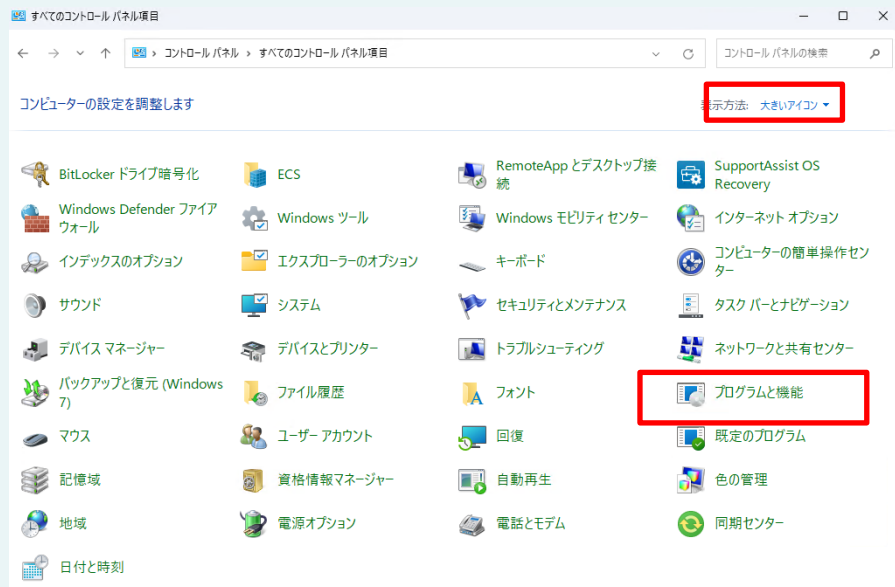 すべてのコントロール パネル項目
コントロール パネル › すべてのコントロール パネル項目
コントロール パネルの検索
コンピューターの設定を調整します
表示方法: 大きいアイコン
BitLocker ドライブ暗号化
ECS
RemoteApp とデスクトップ接
続
SupportAssist OS
Recovery
Windows Defender ファイア
ウォール
Windows ツール
Windows モビリティ センター
インターネット オプション
インデックスのオプション
エクスプローラーのオプション
キーボード
コンピューターの簡単操作セン
ター
サウンド
システム
セキュリティとメンテナンス
タスク バーとナビゲーション
デバイス マネージャー
デバイスとプリンター
トラブルシューティング
ネットワークと共有センター
バックアップと復元 (Windows
7)
ファイル履歴
フォント
プログラムと機能
マウス
ユーザー アカウント
回復
既定のプログラム
記憶域
資格情報マネージャー
自動再生
色の管理
地域
電源オプション
電話とモデム
同期センター
日付と時刻